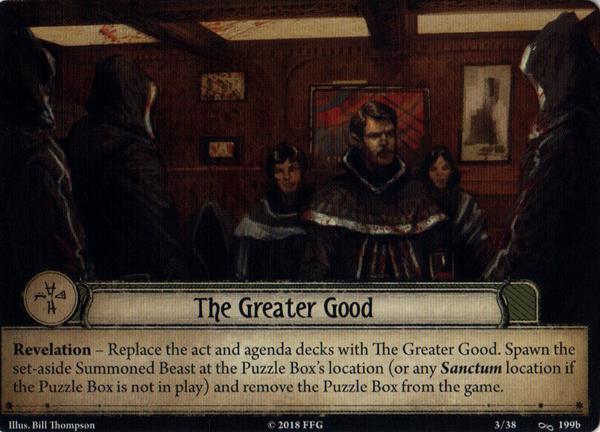 The Greater Good
Revelation – Replace the act and agenda decks with The Greater Good. Spawn the
set-aside Summoned Beast at the Puzzle Box's location (or any Sanctum location if
the Puzzle Box is not in play) and remove the Puzzle Box from the game.
Illus. Bill Thompson © 2018 FFG 3/38 199b